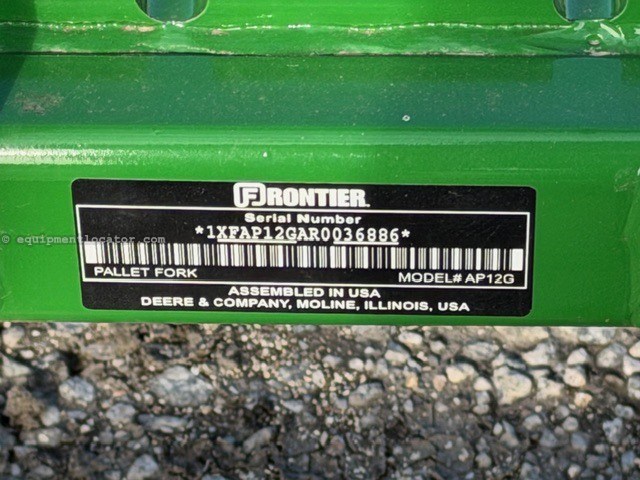 FRONTIER
Serial Number
*1XFAP12GAR0036886*
PALLET FORK MODEL# AP12G
ASSEMBLED IN USA
DEERE & COMPANY, MOLINE, ILLINOIS, USA
© equipmentlocator.com